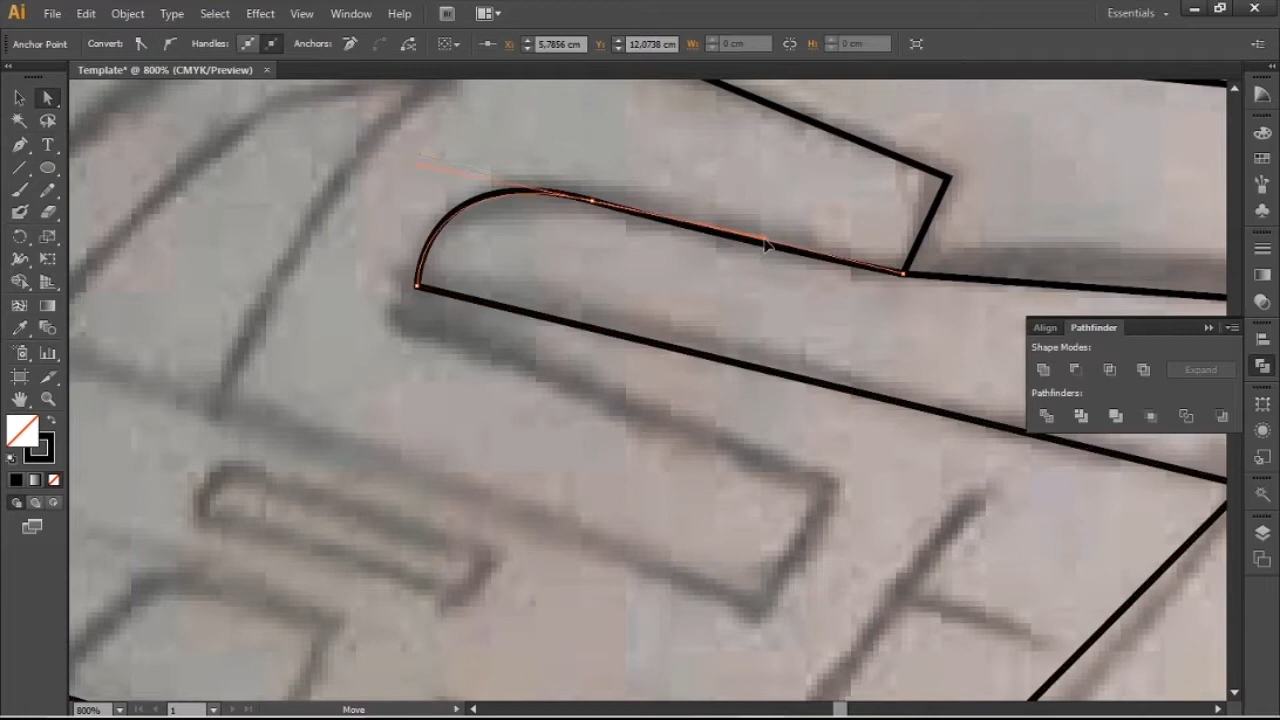 Ai File Edit Object Type Select Effect View Window Help Br Essentials
Anchor Point Convert: Handles: Anchors: X: 5,7856 cm Y: 12,0738 cm W: 0 cm H: 0 cm
Template* @ 800% (CMYK/Preview) ×
T
Align Pathfinder
Shape Modes:
Expand
Pathfinders:
800% 1 Move